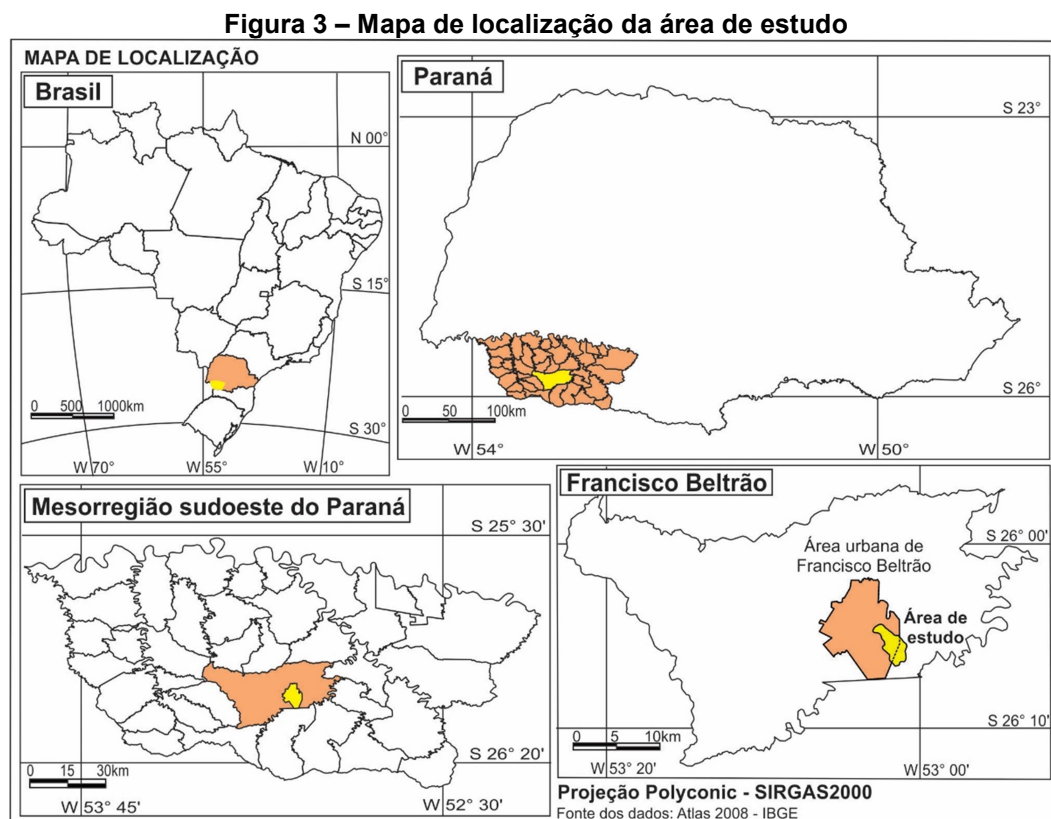 Figura 3 – Mapa de localização da área de estudo
MAPA DE LOCALIZAÇÃO
Brasil
N 00°
S 15°
0 500 1000km
S 30°
W 70° W 55° W 10°
Paraná
S 23°
S 26°
0 50 100km
W 54° W 50°
Mesorregião sudoeste do Paraná
S 25° 30'
S 26° 20'
0 15 30km
W 53° 45' W 52° 30'
Francisco Beltrão
S 26° 00'
Área urbana de
Francisco Beltrão
Área de
estudo
S 26° 10'
0 5 10km
W 53° 20' W 53° 00'
Projeção Polyconic - SIRGAS2000
Fonte dos dados: Atlas 2008 - IBGE